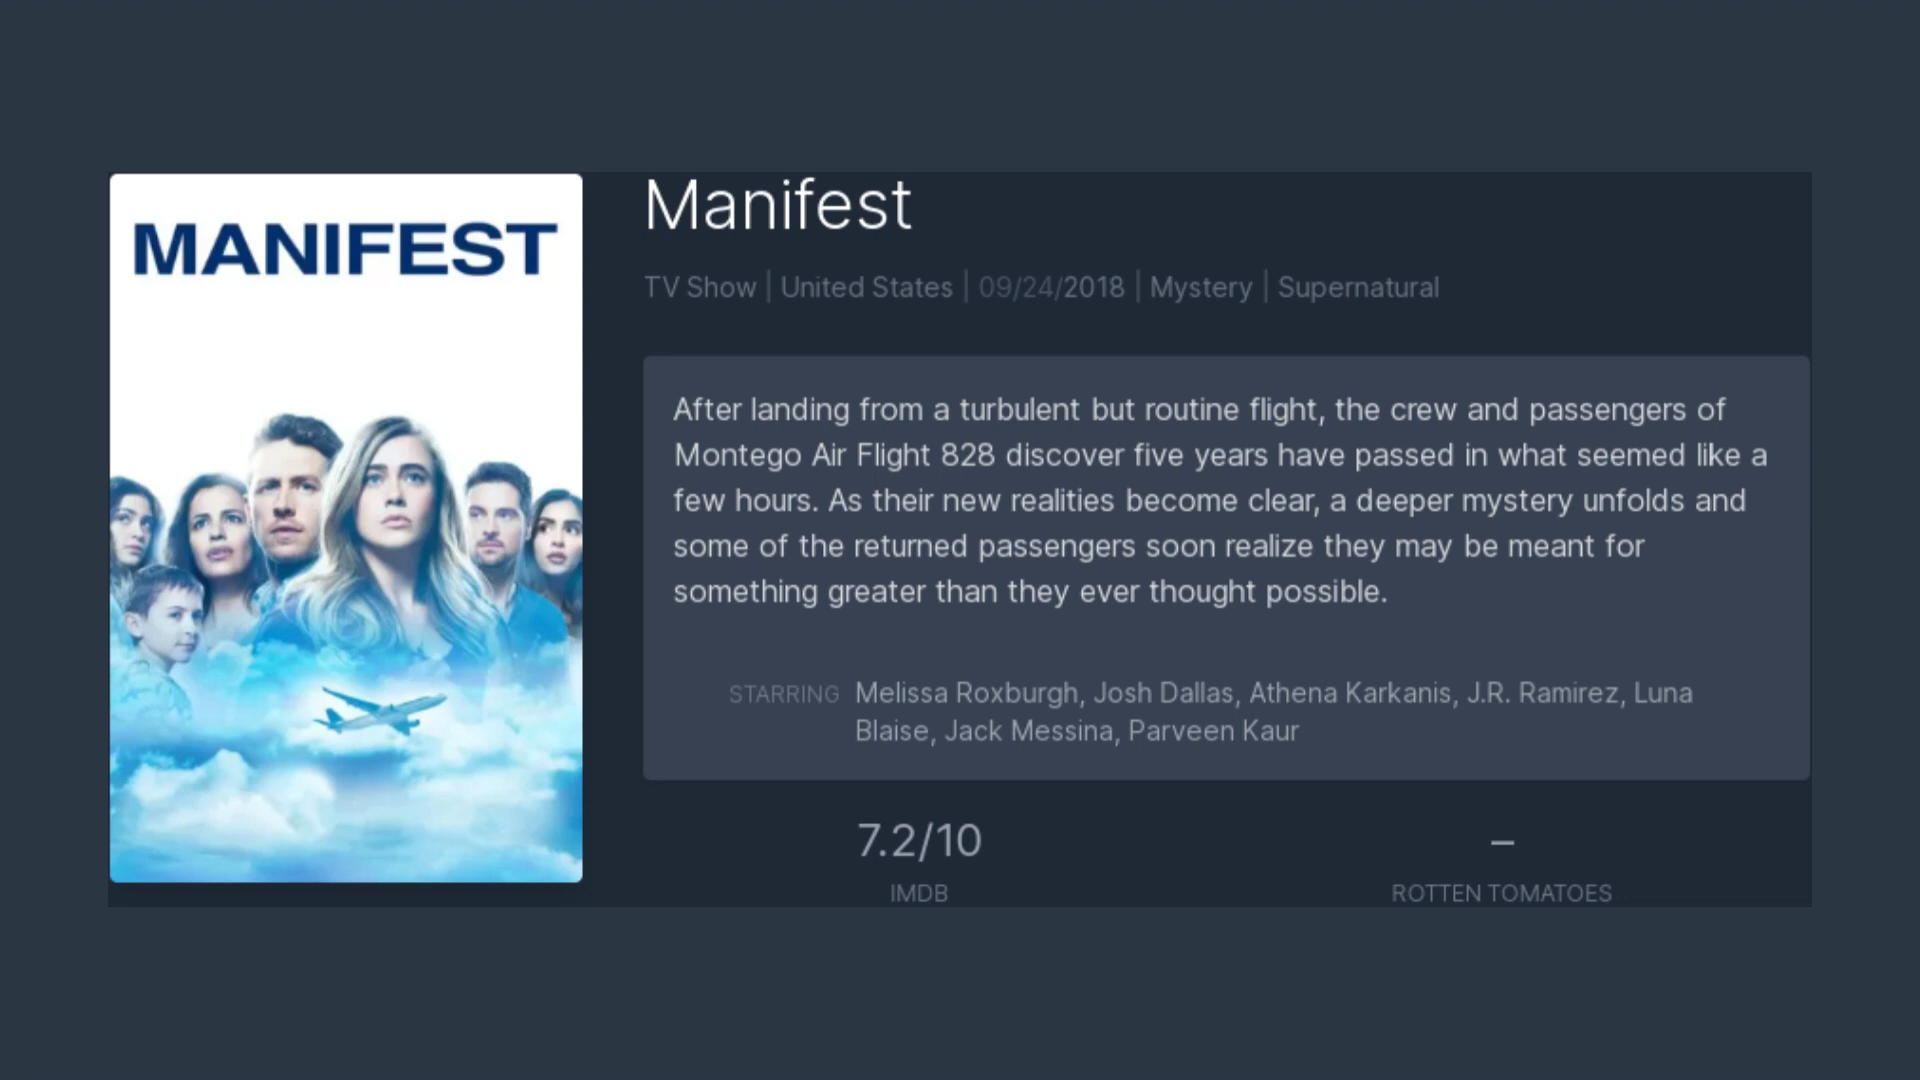 MANIFEST
Manifest
TV Show | United States | 09/24/2018 | Mystery | Supernatural
After landing from a turbulent but routine flight, the crew and passengers of
Montego Air Flight 828 discover five years have passed in what seemed like a
few hours. As their new realities become clear, a deeper mystery unfolds and
some of the returned passengers soon realize they may be meant for
something greater than they ever thought possible.
STARRING Melissa Roxburgh, Josh Dallas, Athena Karkanis, J.R. Ramirez, Luna
Blaise, Jack Messina, Parveen Kaur
7.2/10 –
IMDB ROTTEN TOMATOES